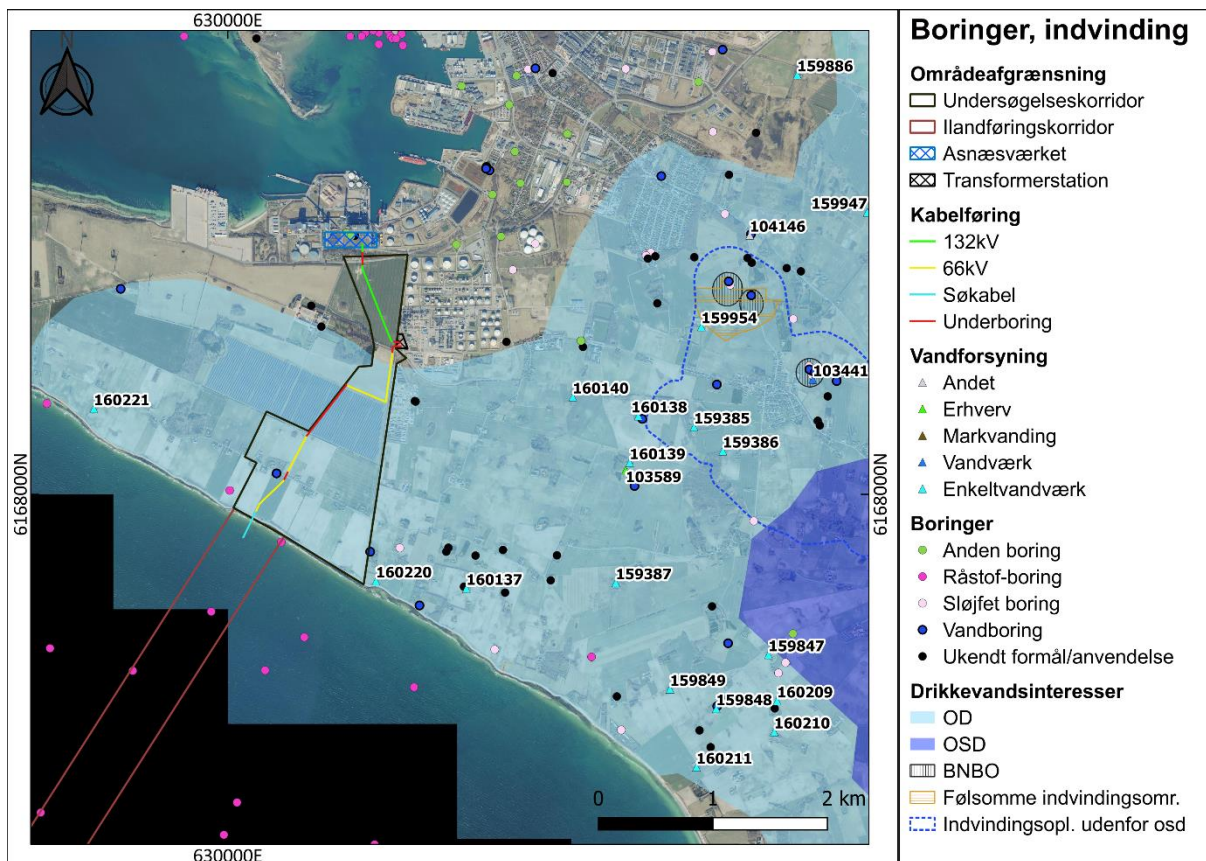 630000E
N
159886
159947
104146
159954
103441
160140
160221
160138
159385
159386
160139
103589
6168000N
6168000N
160220
160137
159387
159847
159849
160209
159848
160210
160211
0 1 2 km
630000E
Boringer, indvinding
Områdeafgrænsning
Undersøgelseskorridor
Ilandføringskorridor
Asnæsværket
Transformerstation
Kabelføring
132kV
66kV
Søkabel
Underboring
Vandforsyning
Andet
Erhverv
Markvanding
Vandværk
Enkeltvandværk
Boringer
Anden boring
Råstof-boring
Sløjfet boring
Vandboring
Ukendt formål/anvendelse
Drikkevandsinteresser
OD
OSD
BNBO
Følsomme indvindingsomr.
Indvindingsopl. udenfor osd